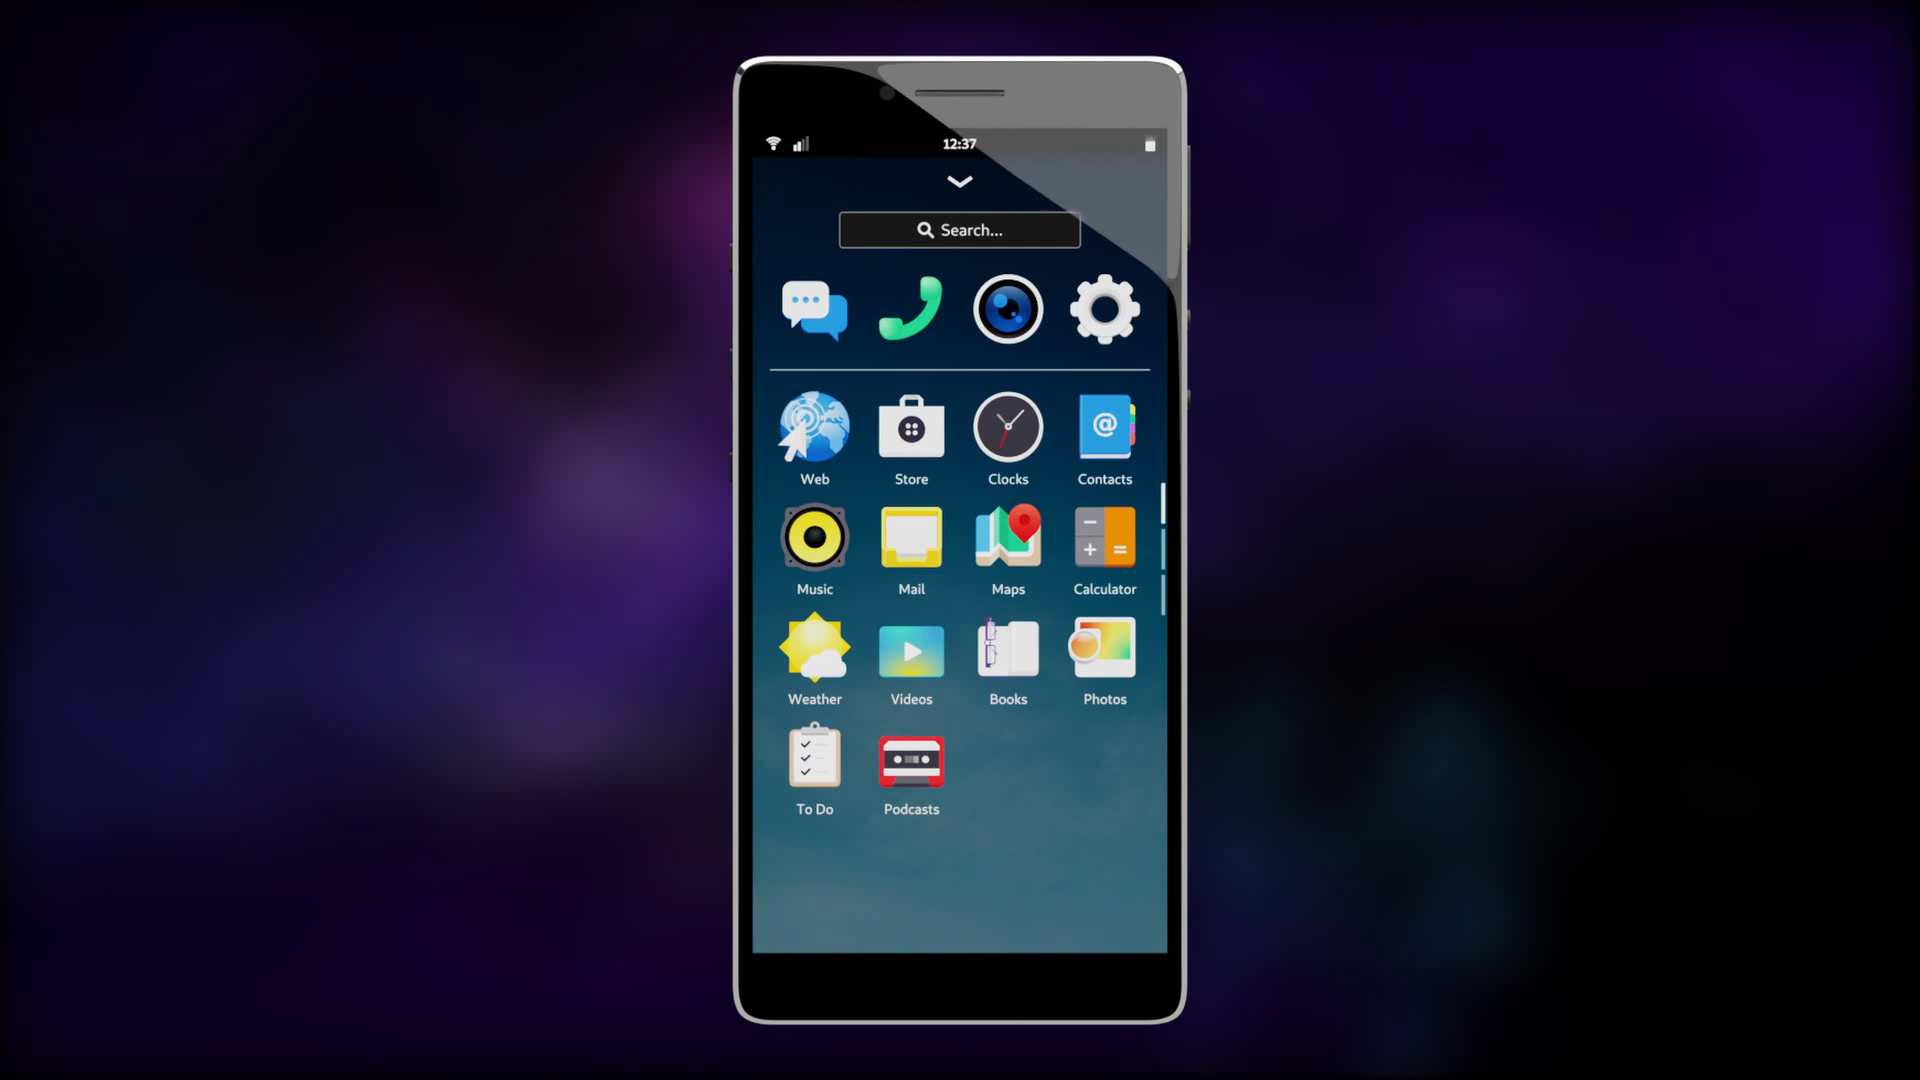 12:37
Search...
@
Web Store Clocks Contacts
Music Mail Maps Calculator
Weather Videos Books Photos
To Do Podcasts